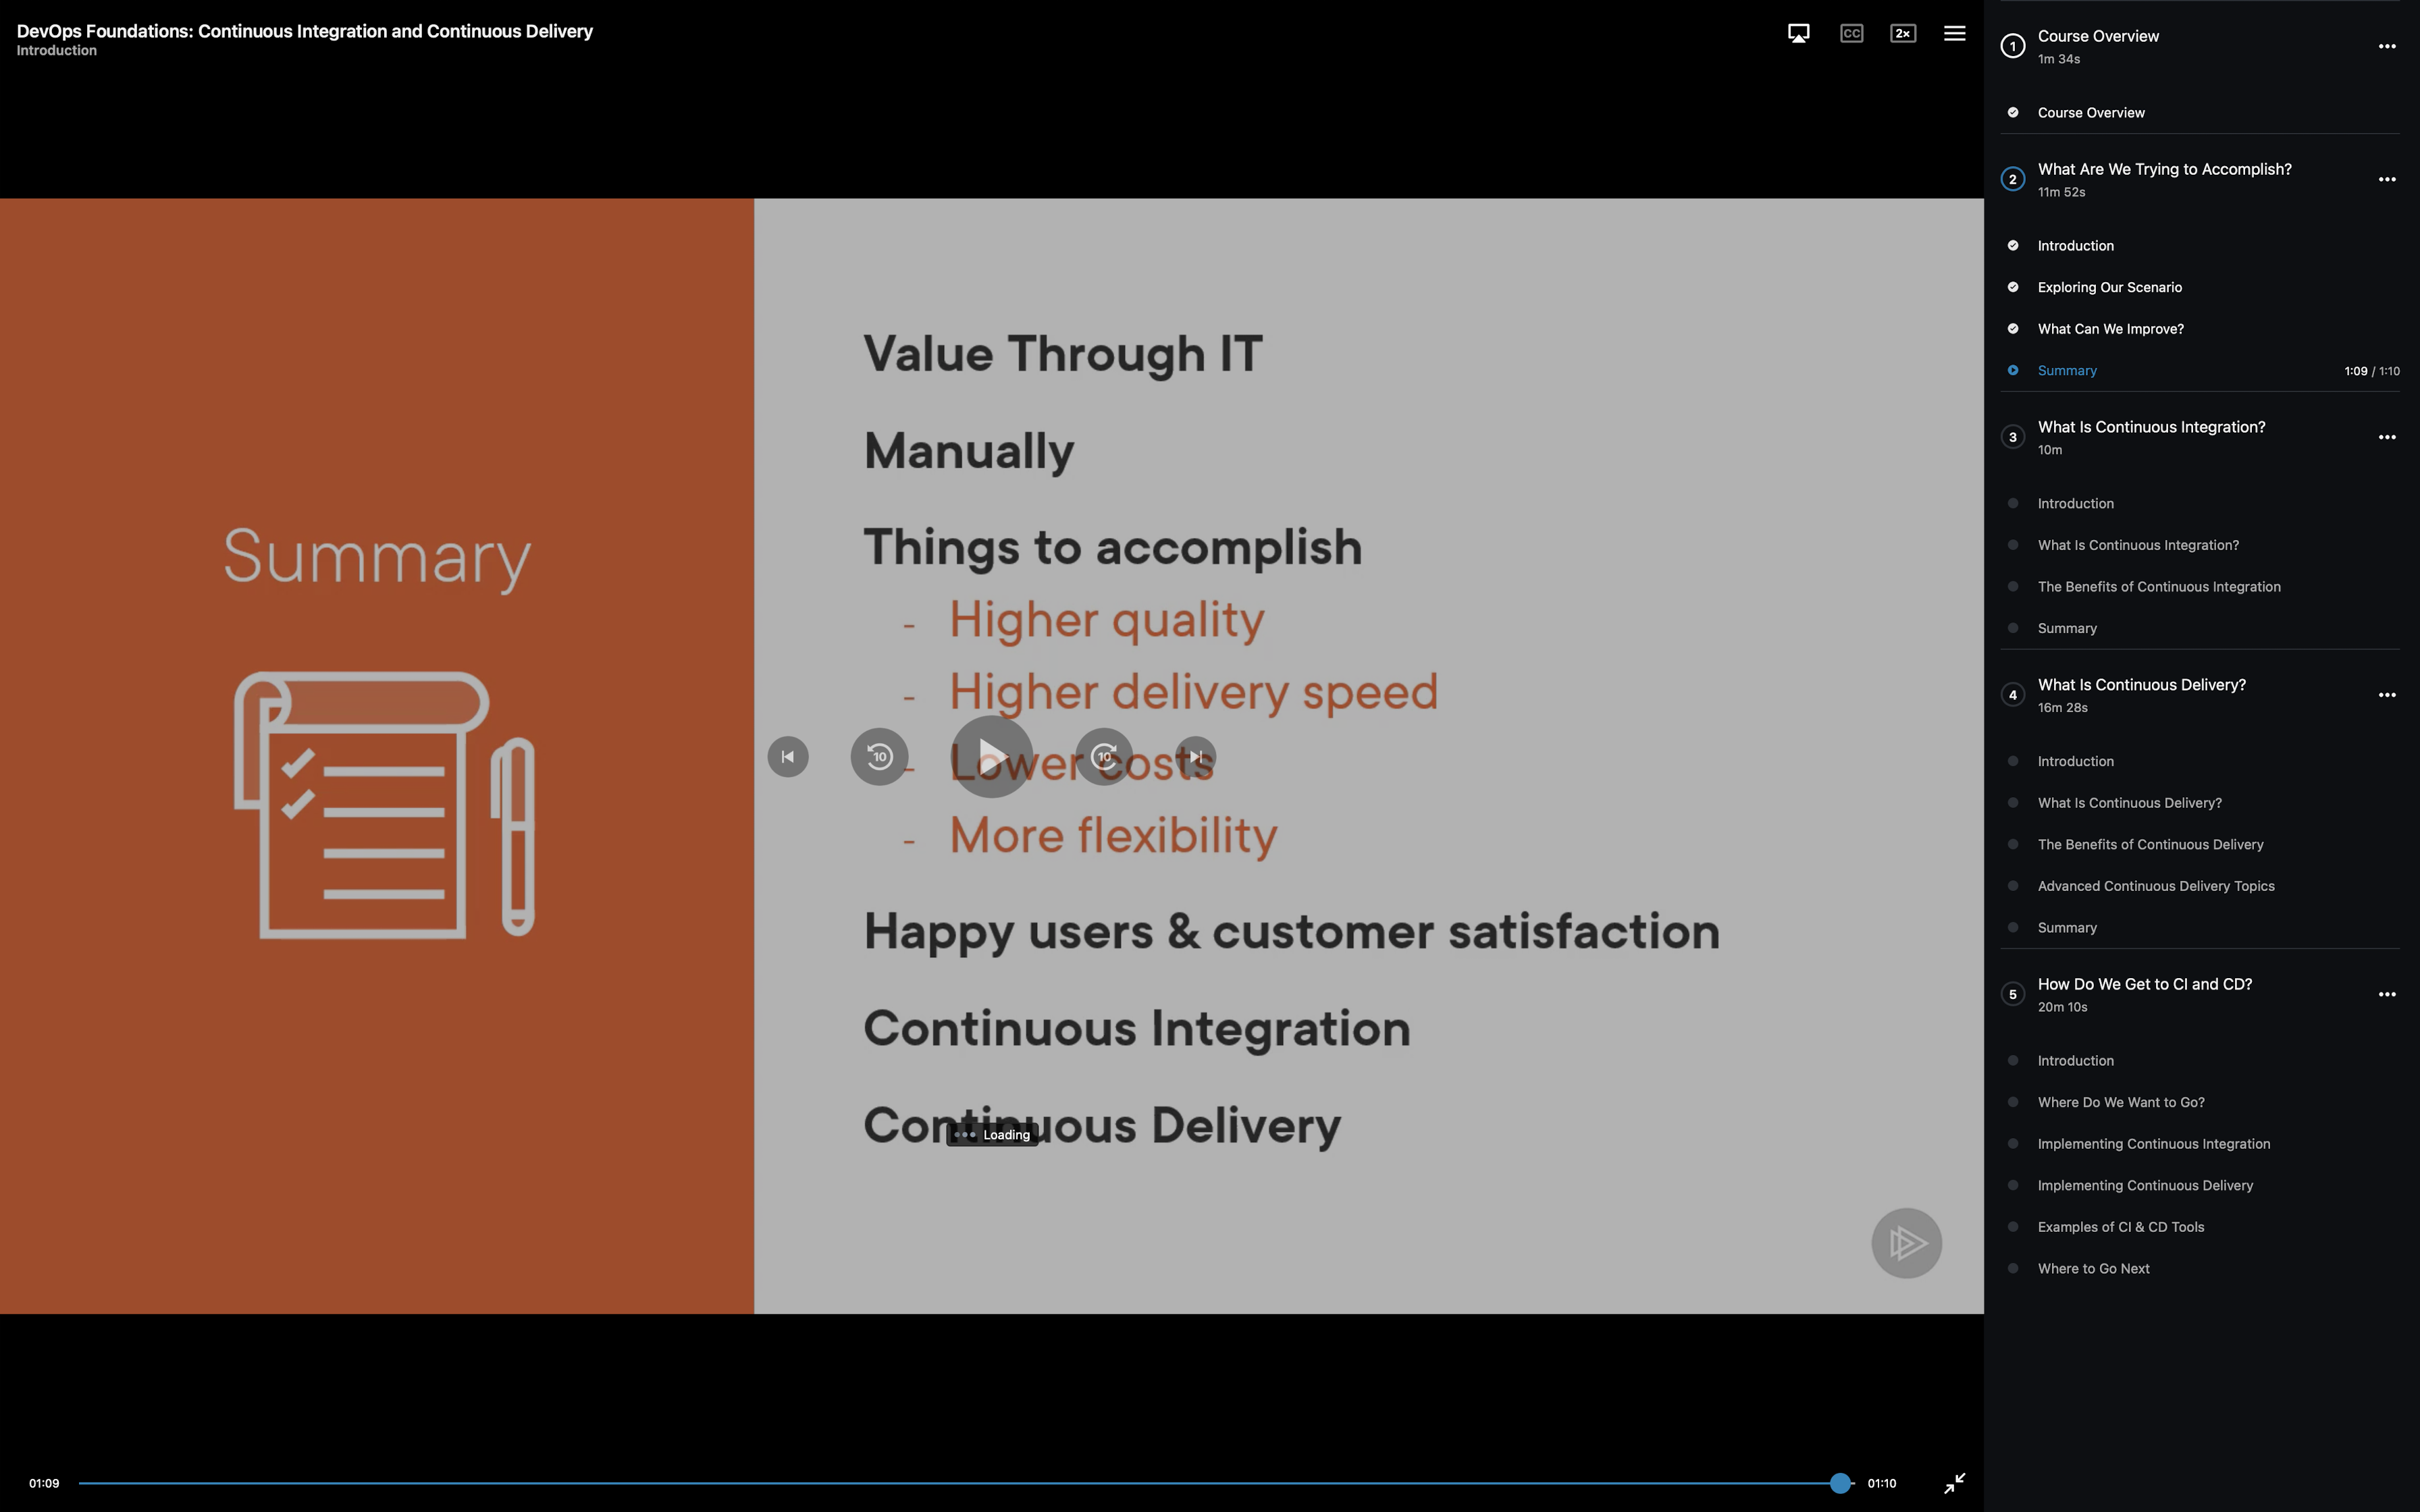 DevOps Foundations: Continuous Integration and Continuous Delivery
Introduction
CC
2×
Summary
Value Through IT
Manually
Things to accomplish
- Higher quality
- Higher delivery speed
- Lower costs
- More flexibility
Happy users & customer satisfaction
Continuous Integration
Continuous Delivery
10
10
Loading
01:09
01:10
1 Course Overview
1m 34s
Course Overview
2 What Are We Trying to Accomplish?
11m 52s
Introduction
Exploring Our Scenario
What Can We Improve?
Summary 1:09 / 1:10
3 What Is Continuous Integration?
10m
Introduction
What Is Continuous Integration?
The Benefits of Continuous Integration
Summary
4 What Is Continuous Delivery?
16m 28s
Introduction
What Is Continuous Delivery?
The Benefits of Continuous Delivery
Advanced Continuous Delivery Topics
Summary
5 How Do We Get to CI and CD?
20m 10s
Introduction
Where Do We Want to Go?
Implementing Continuous Integration
Implementing Continuous Delivery
Examples of CI & CD Tools
Where to Go Next